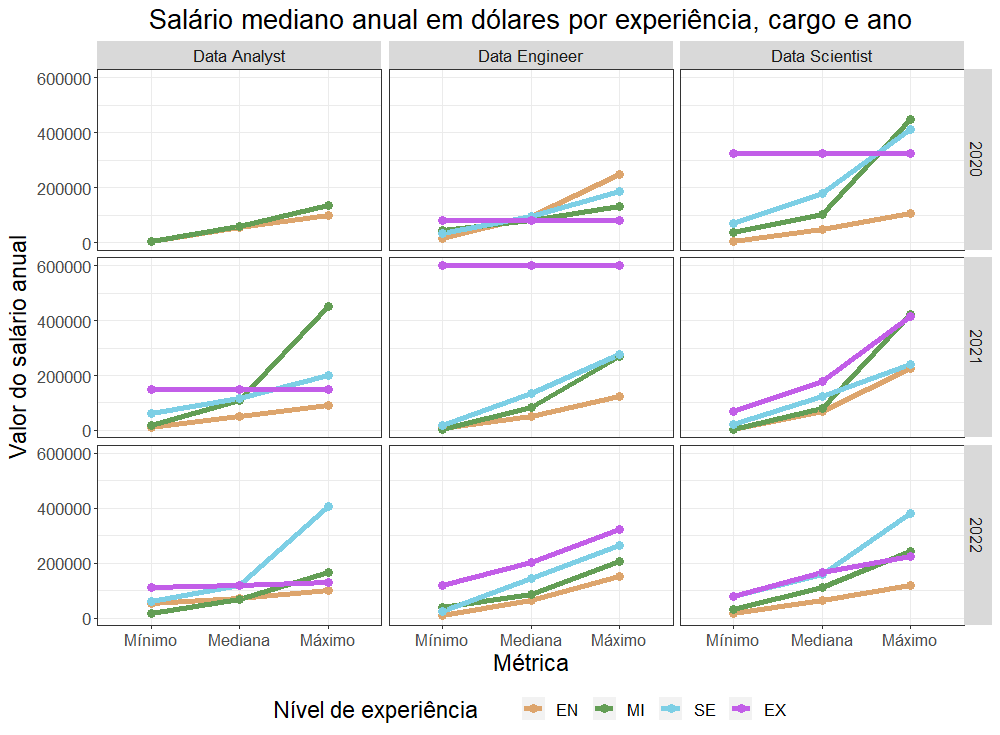 Salário mediano anual em dólares por experiência, cargo e ano
Data Analyst Data Engineer Data Scientist
600000
400000
200000
0
2020
600000
400000
200000
0
2021
600000
400000
200000
0
2022
Valor do salário anual
Mínimo Mediana Máximo Mínimo Mediana Máximo Mínimo Mediana Máximo
Métrica
Nível de experiência EN MI SE EX